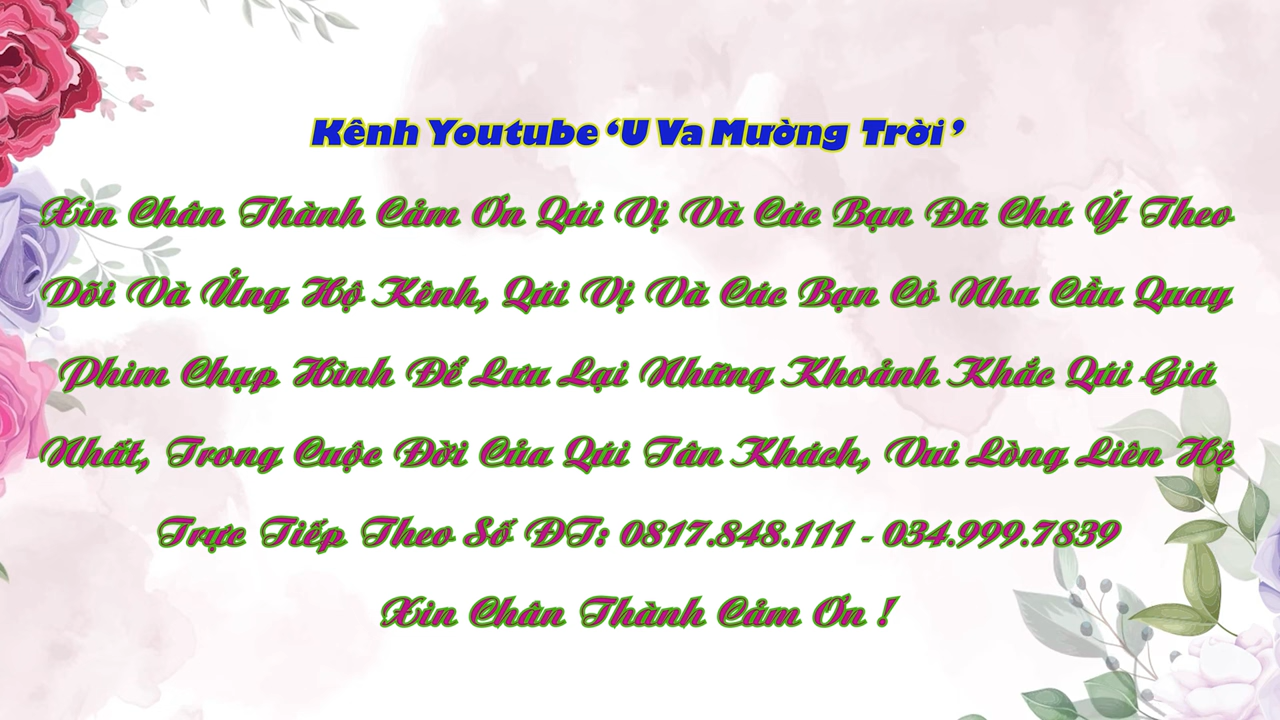 Kênh Youtube ‘U Va Mường Trời’
Xin Chân Thành Cảm Ơn Qúi Vị Và Các Bạn Đã Chú Ý Theo
Dõi Và Ủng Hộ Kênh, Qúi Vị Và Các Bạn Có Nhu Cầu Quay
Phim Chụp Hình Để Lưu Lại Những Khoảnh Khắc Qúi Giá
Nhất, Trong Cuộc Đời Của Qúi Tân Khách, Vui Lòng Liên Hệ
Trực Tiếp Theo Số ĐT: 0817.848.111 - 034.999.7839
Xin Chân Thành Cảm Ơn !